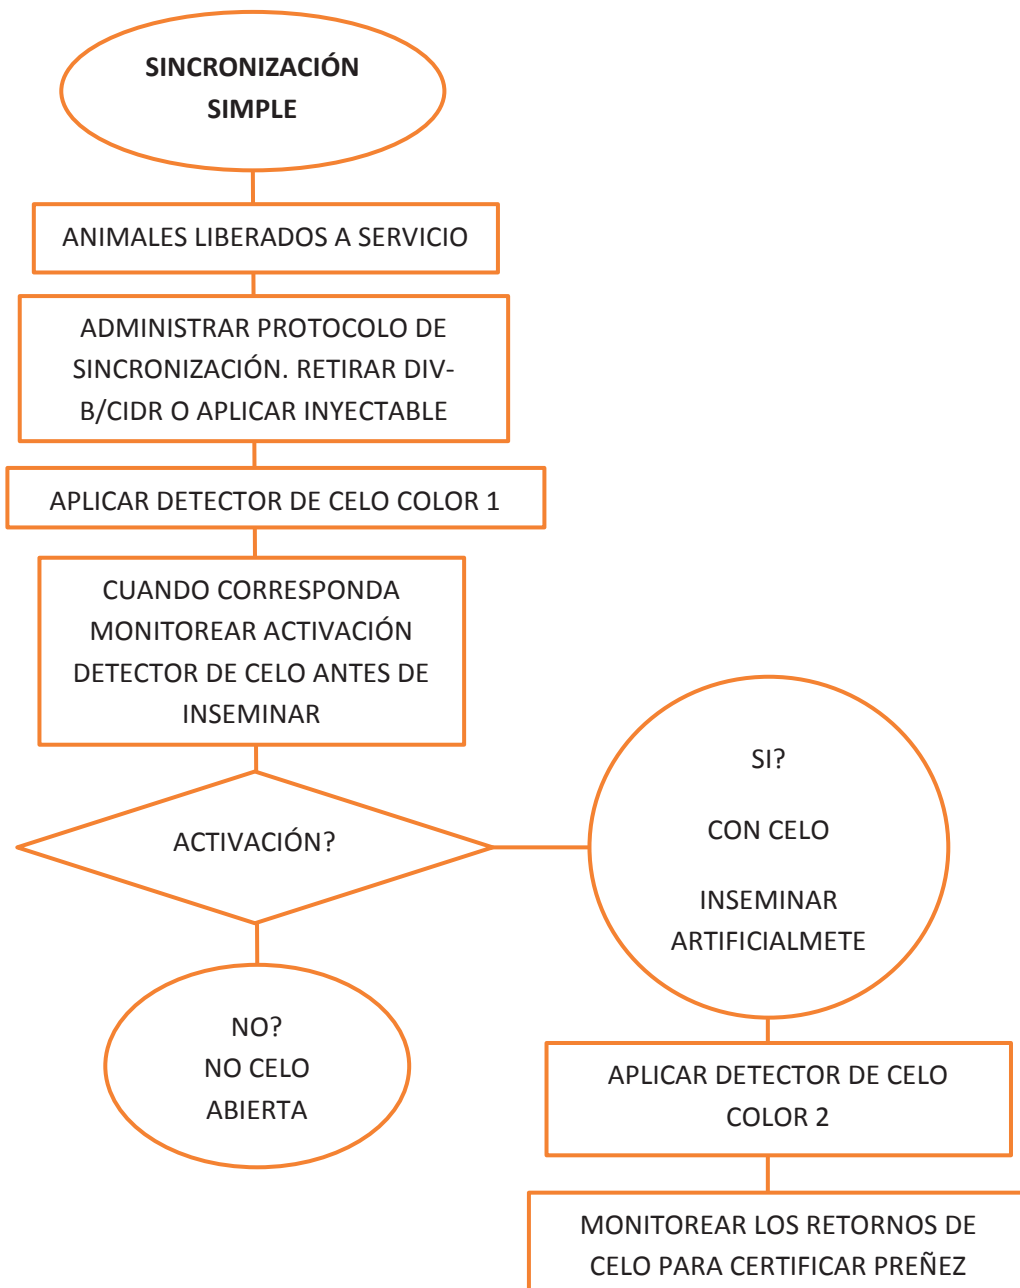 SINCRONIZACIÓN
SIMPLE
ANIMALES LIBERADOS A SERVICIO
ADMINISTRAR PROTOCOLO DE
SINCRONIZACIÓN. RETIRAR DIV-
B/CIDR O APLICAR INYECTABLE
APLICAR DETECTOR DE CELO COLOR 1
CUANDO CORRESPONDA
MONITOREAR ACTIVACIÓN
DETECTOR DE CELO ANTES DE
INSEMINAR
ACTIVACIÓN?
SI?
CON CELO
INSEMINAR
ARTIFICIALMETE
NO?
NO CELO
ABIERTA
APLICAR DETECTOR DE CELO
COLOR 2
MONITOREAR LOS RETORNOS DE
CELO PARA CERTIFICAR PREÑEZ